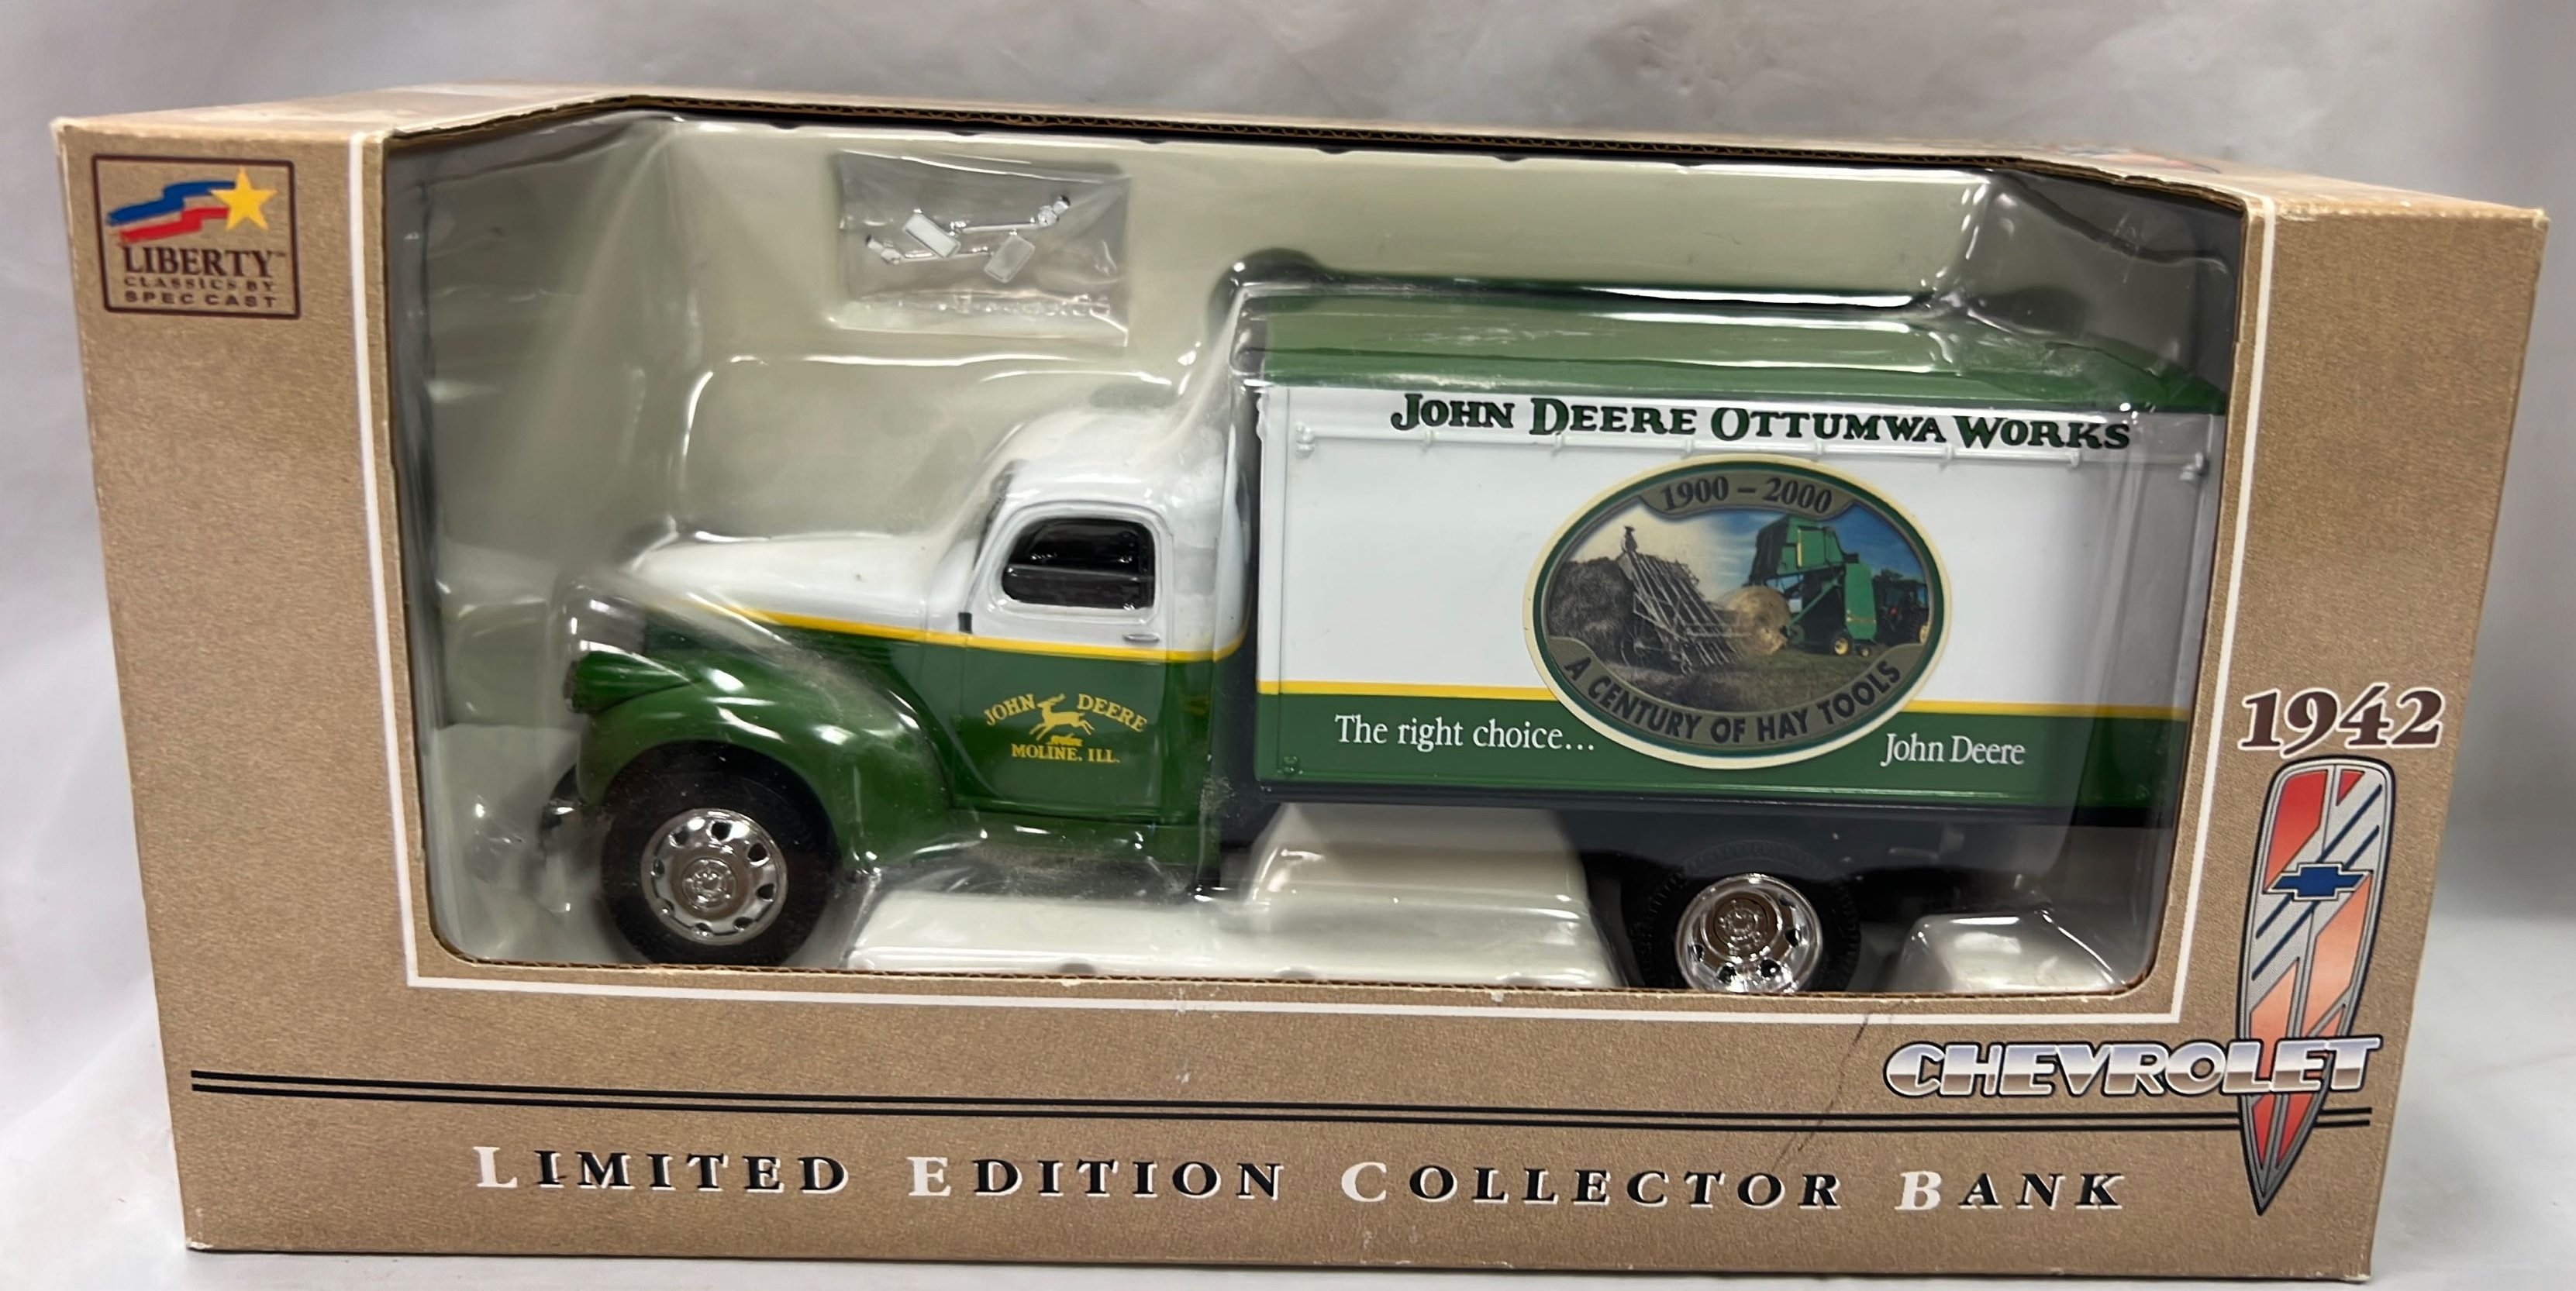 LIBERTY™
CLASSICS BY
SPEC CAST
JOHN DEERE OTTUMWA WORKS
1900 – 2000
A CENTURY OF HAY TOOLS
The right choice...
John Deere
JOHN DEERE
MOLINE, ILL.
1942
CHEVROLET
LIMITED EDITION COLLECTOR BANK